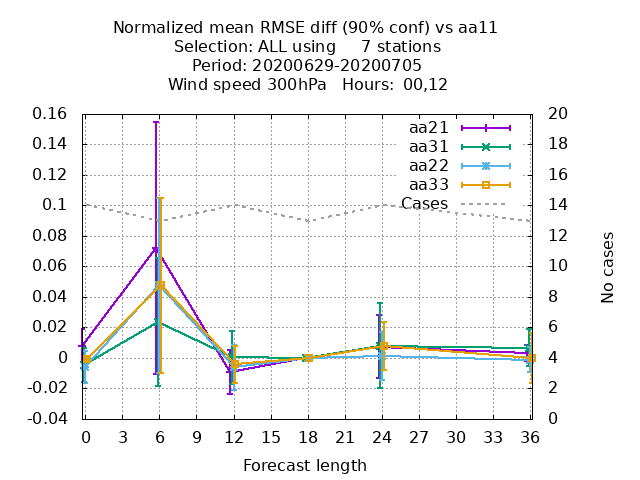 Normalized mean RMSE diff (90% conf) vs aa11
Selection: ALL using     7 stations
Period: 20200629-20200705
Wind speed 300hPa   Hours:  00,12
0.16
0.14
0.12
0.1
0.08
0.06
0.04
0.02
0
-0.02
-0.04
20
18
16
14
12
10
8
6
4
2
0
aa21
aa31
aa22
aa33
Cases
No cases
0 3 6 9 12 15 18 21 24 27 30 33 36
Forecast length